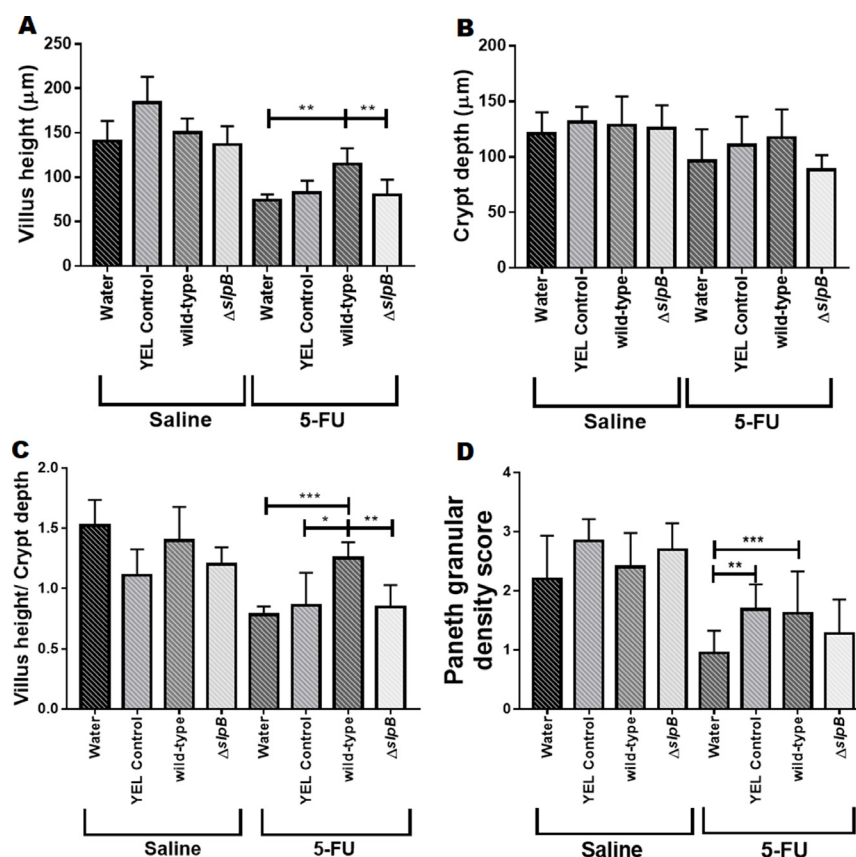 A
Villus height (µm)
250
200
150
100
50
0
** **
Water
YEL Control
wild-type
ΔslpB
Water
YEL Control
wild-type
ΔslpB
Saline
5-FU
B
Crypt depth (µm)
200
150
100
50
0
Water
YEL Control
wild-type
ΔslpB
Water
YEL Control
wild-type
ΔslpB
Saline
5-FU
C
Villus height/ Crypt depth
2.0
1.5
1.0
0.5
0.0
***
* **
Water
YEL Control
wild-type
ΔslpB
Water
YEL Control
wild-type
ΔslpB
Saline
5-FU
D
Paneth granular
density score
4
3
2
1
0
***
**
Water
YEL Control
wild-type
ΔslpB
Water
YEL Control
wild-type
ΔslpB
Saline
5-FU